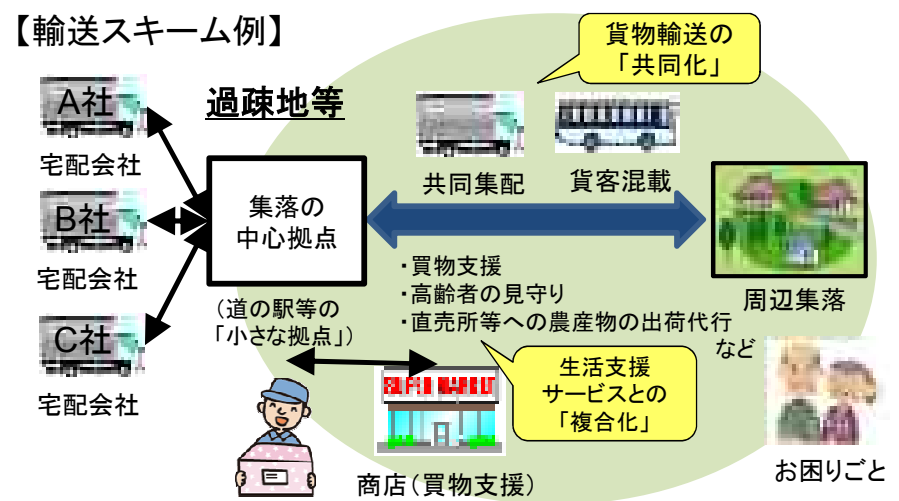 【輸送スキーム例】
貨物輸送の
「共同化」
A社
宅配会社
過疎地等
共同集配
貨客混載
B社
宅配会社
集落の
中心拠点
(道の駅等の
「小さな拠点」)
・買物支援
・高齢者の見守り
・直売所等への農産物の出荷代行
など
周辺集落
C社
宅配会社
生活支援
サービスとの
「複合化」
SUPER MARKET
商店(買物支援)
お困りごと